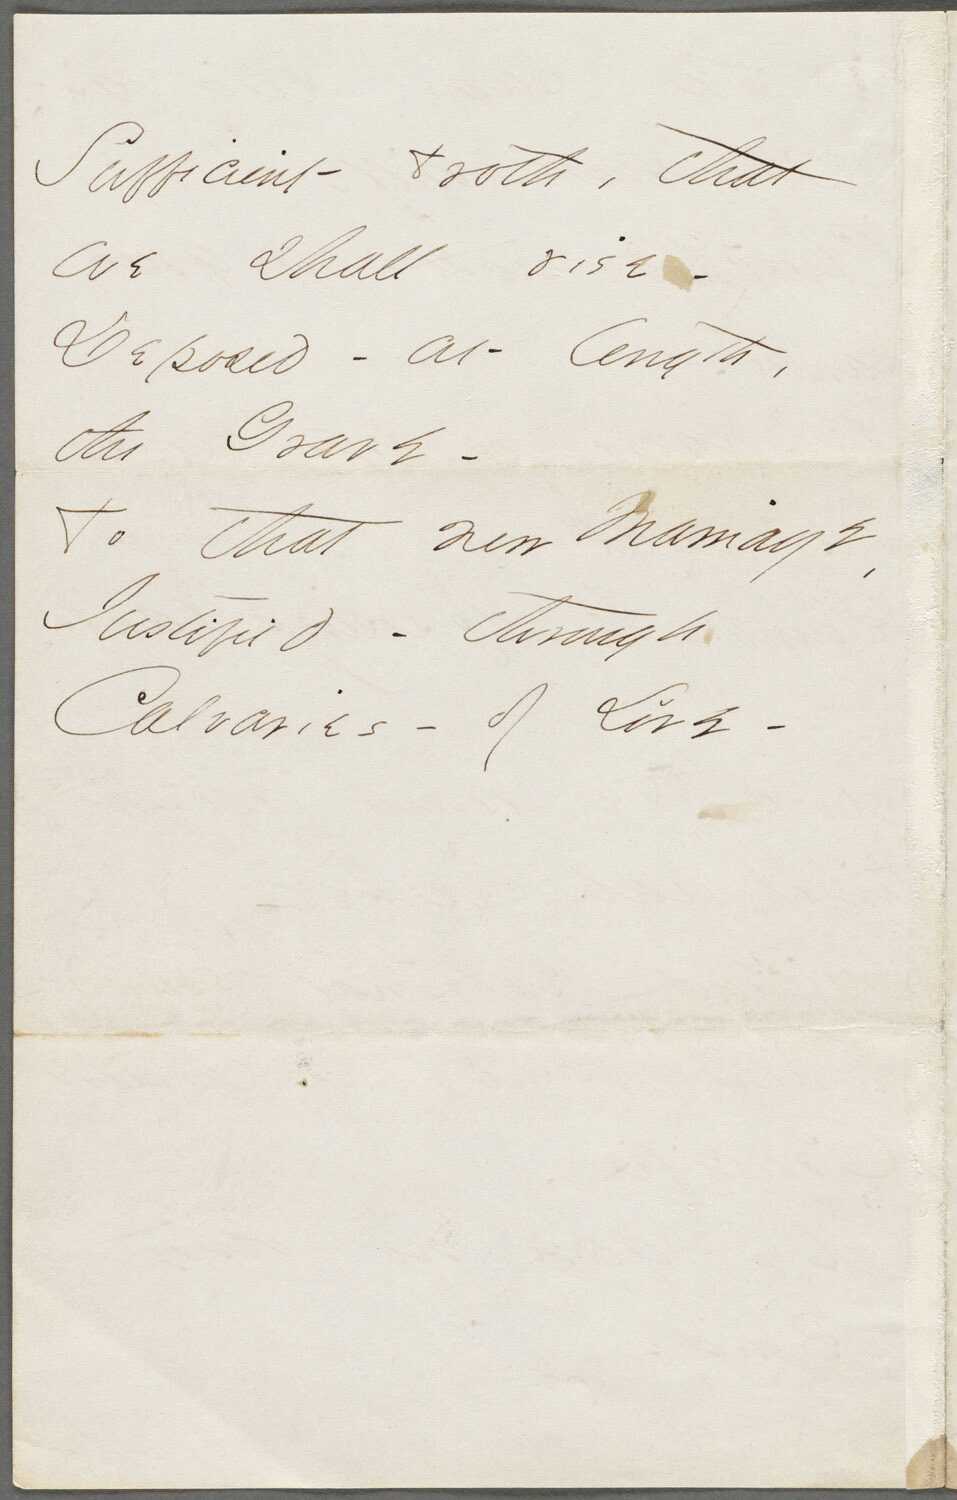 Sufficient troth, that
we shall rise -
Deposed - at length,
the Grave -
To that new Marriage,
Justified - through
Calvaries - of Love -